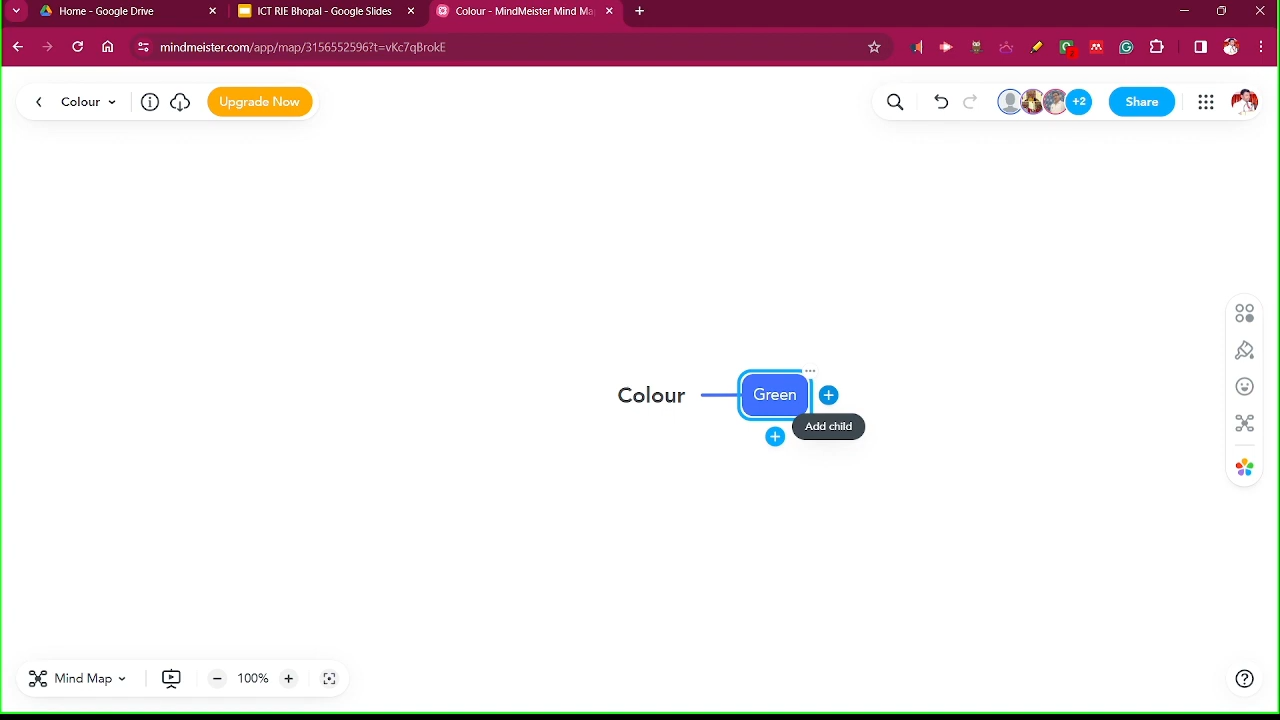 Home - Google Drive
ICT RIE Bhopal - Google Slides
Colour - MindMeister Mind Ma
mindmeister.com/app/map/3156552596?t=vKc7qBrokE
Colour
Upgrade Now
+2
Share
Colour
Green
Add child
Mind Map
100%